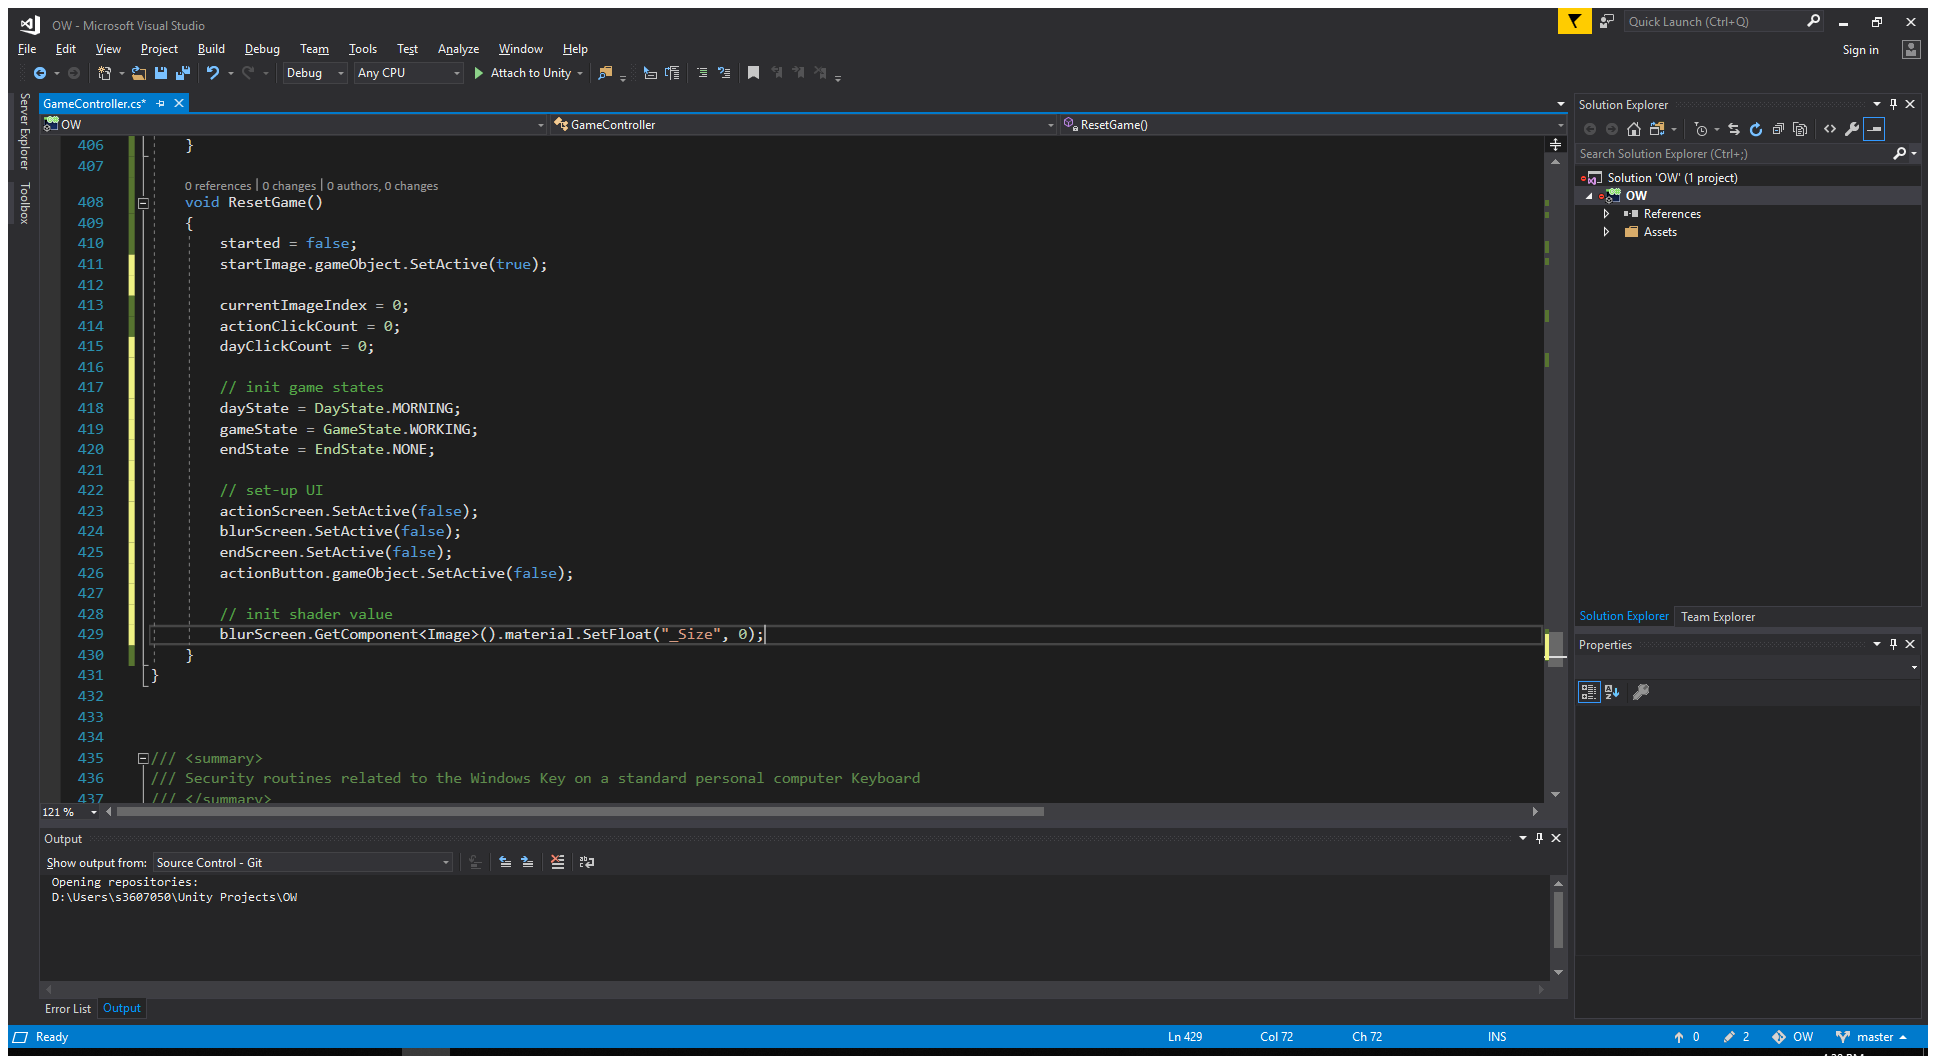 OW - Microsoft Visual Studio
Quick Launch (Ctrl+Q)
File Edit View Project Build Debug Team Tools Test Analyze Window Help
Sign in
Debug Any CPU Attach to Unity
Server Explorer
Toolbox
GameController.cs*
OW GameController ResetGame()
406 }
407
0 references | 0 changes | 0 authors, 0 changes
408 void ResetGame()
409 {
410 started = false;
411 startImage.gameObject.SetActive(true);
412
413 currentImageIndex = 0;
414 actionClickCount = 0;
415 dayClickCount = 0;
416
417 // init game states
418 dayState = DayState.MORNING;
419 gameState = GameState.WORKING;
420 endState = EndState.NONE;
421
422 // set-up UI
423 actionScreen.SetActive(false);
424 blurScreen.SetActive(false);
425 endScreen.SetActive(false);
426 actionButton.gameObject.SetActive(false);
427
428 // init shader value
429 blurScreen.GetComponent<Image>().material.SetFloat("_Size", 0);
430 }
431 }
432
433
434
435 /// <summary>
436 /// Security routines related to the Windows Key on a standard personal computer Keyboard
437 /// </summary>
121 %
Output
Show output from: Source Control - Git
Opening repositories:
D:\Users\s3607050\Unity Projects\OW
Error List Output
Solution Explorer
Search Solution Explorer (Ctrl+;)
Solution 'OW' (1 project)
OW
References
Assets
Solution Explorer Team Explorer
Properties
Ready Ln 429 Col 72 Ch 72 INS 0 2 OW master